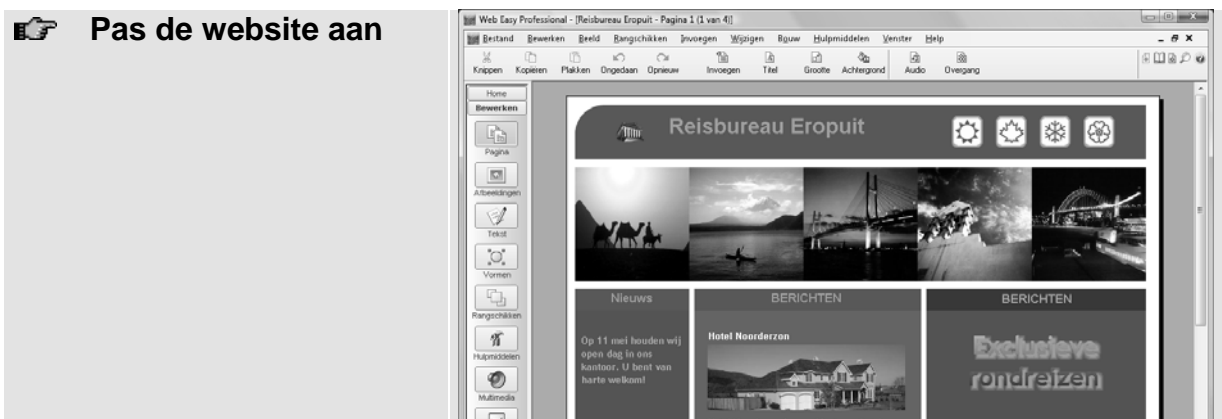 Pas de website aan
Web Easy Professional - [Reisbureau Eropuit - Pagina 1 (1 van 4)]
Bestand Bewerken Beeld Rangschikken Invoegen Wijzigen Bouw Hulpmiddelen Venster Help
Knippen Kopiëren Plakken Ongedaan Opnieuw Invoegen Titel Grootte Achtergrond Audio Overgang
Home
Bewerken
Pagina
Afbeeldingen
Tekst
Vormen
Rangschikken
Hulpmiddelen
Multimedia
Reisbureau Eropuit
Nieuws
Op 11 mei houden wij
open dag in ons
kantoor. U bent van
harte welkom!
BERICHTEN
Hotel Noorderzon
BERICHTEN
Exclusieve
rondreizen